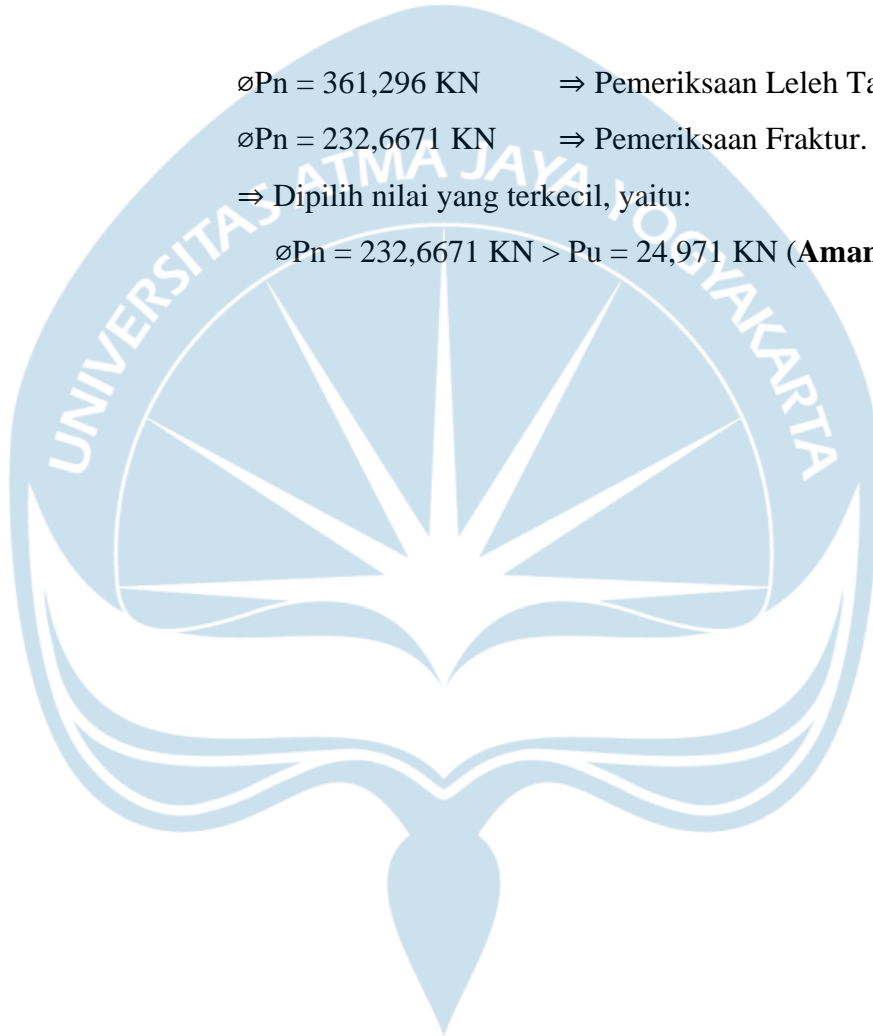 ⌀Pn = 361,296 KN ⇒ Pemeriksaan Leleh
⌀Pn = 232,6671 KN ⇒ Pemeriksaan Fraktur.
⇒ Dipilih nilai yang terkecil, yaitu:
⌀Pn = 232,6671 KN > Pu = 24,971 KN (Aman
UNIVERSITAS ATMA JAYA YOGYAKARTA